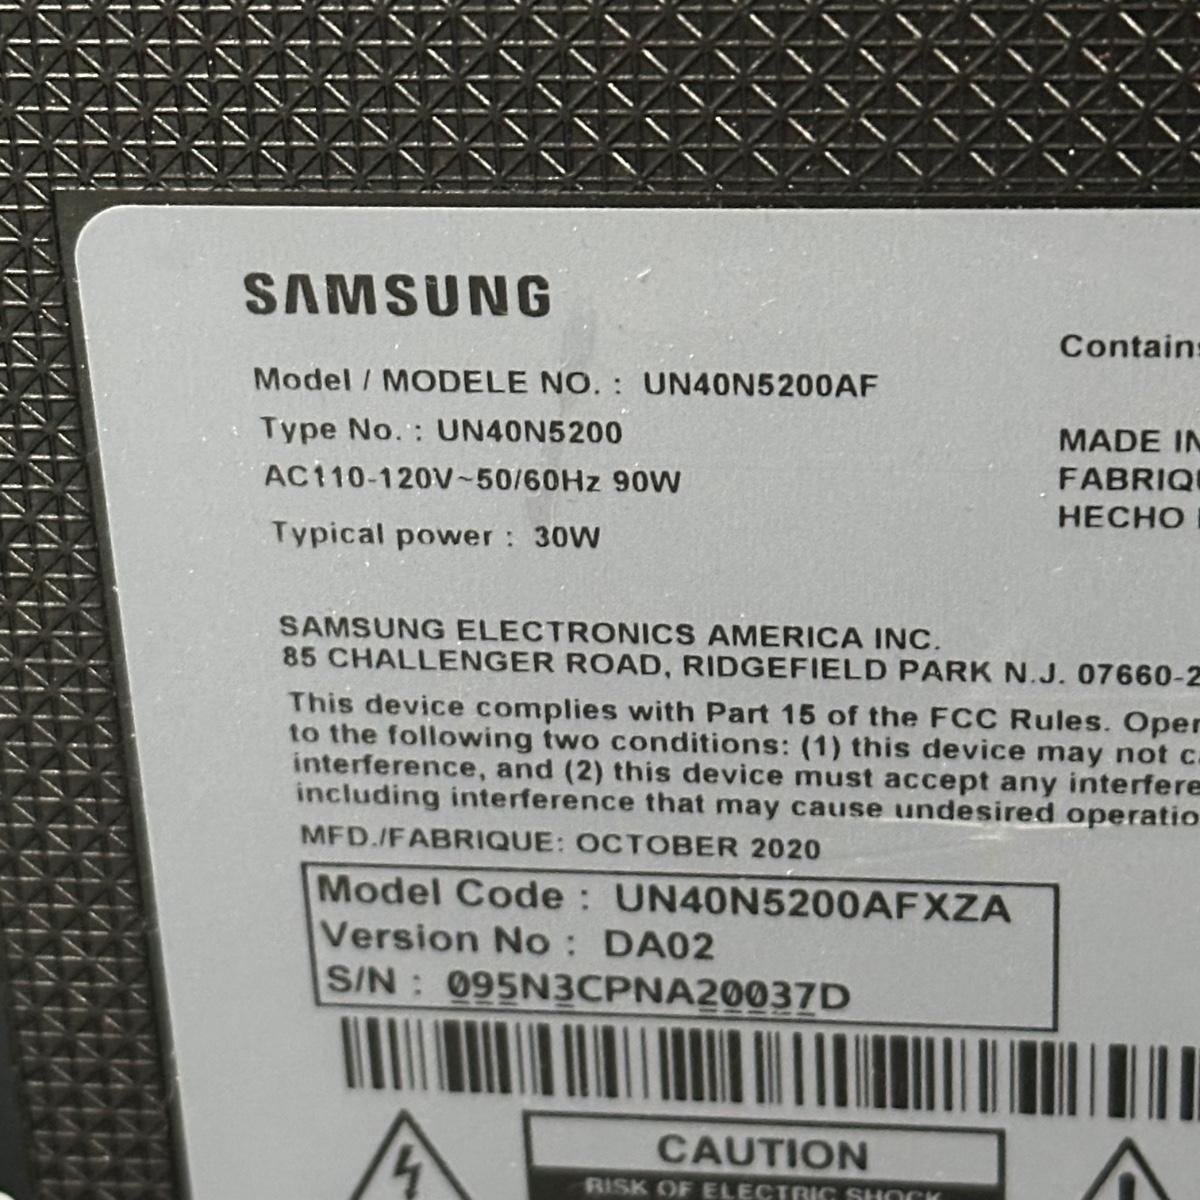 SAMSUNG
Model / MODELE NO. : UN40N5200AF
Type No. : UN40N5200
AC110-120V~50/60Hz 90W
Typical power : 30W
Contains
MADE IN
FABRIQU
HECHO
SAMSUNG ELECTRONICS AMERICA INC.
85 CHALLENGER ROAD, RIDGEFIELD PARK N.J. 07660-2
This device complies with Part 15 of the FCC Rules. Oper
to the following two conditions: (1) this device may not c
interference, and (2) this device must accept any interfere
including interference that may cause undesired operatio
MFD./FABRIQUE: OCTOBER 2020
Model Code : UN40N5200AFXZA
Version No : DA02
S/N : 095N3CPNA20037D
CAUTION
RISK OF ELECTRIC SHOCK